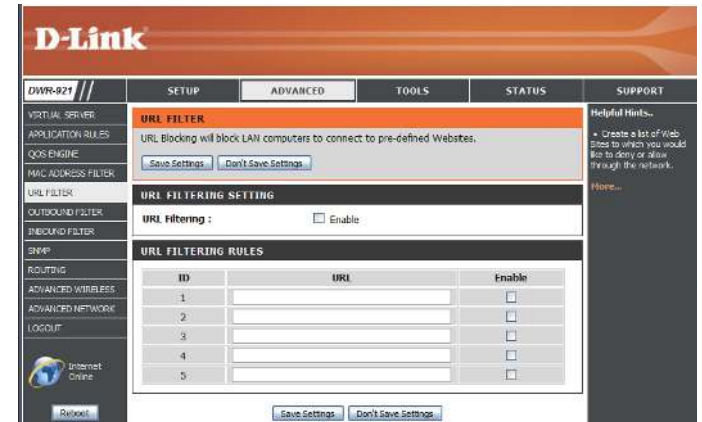 D-Link
DWR-921 // SETUP ADVANCED TOOLS STATUS SUPPORT
VIRTUAL SERVER
APPLICATION RULES
QOS ENGINE
MAC ADDRESS FILTER
URL FILTER
OUTBOUND FILTER
INBOUND FILTER
SNMP
ROUTING
ADVANCED WIRELESS
ADVANCED NETWORK
LOGOUT
Internet
Online
Reboot
URL FILTER
URL Blocking will block LAN computers to connect to pre-defined Websites.
Save Settings Don't Save Settings
URL FILTERING SETTING
URL Filtering : Enable
URL FILTERING RULES
ID URL Enable
1
2
3
4
5
Save Settings Don't Save Settings
Helpful Hints..
• Create a list of Web
Sites to which you would
like to deny or allow
through the network.
More...